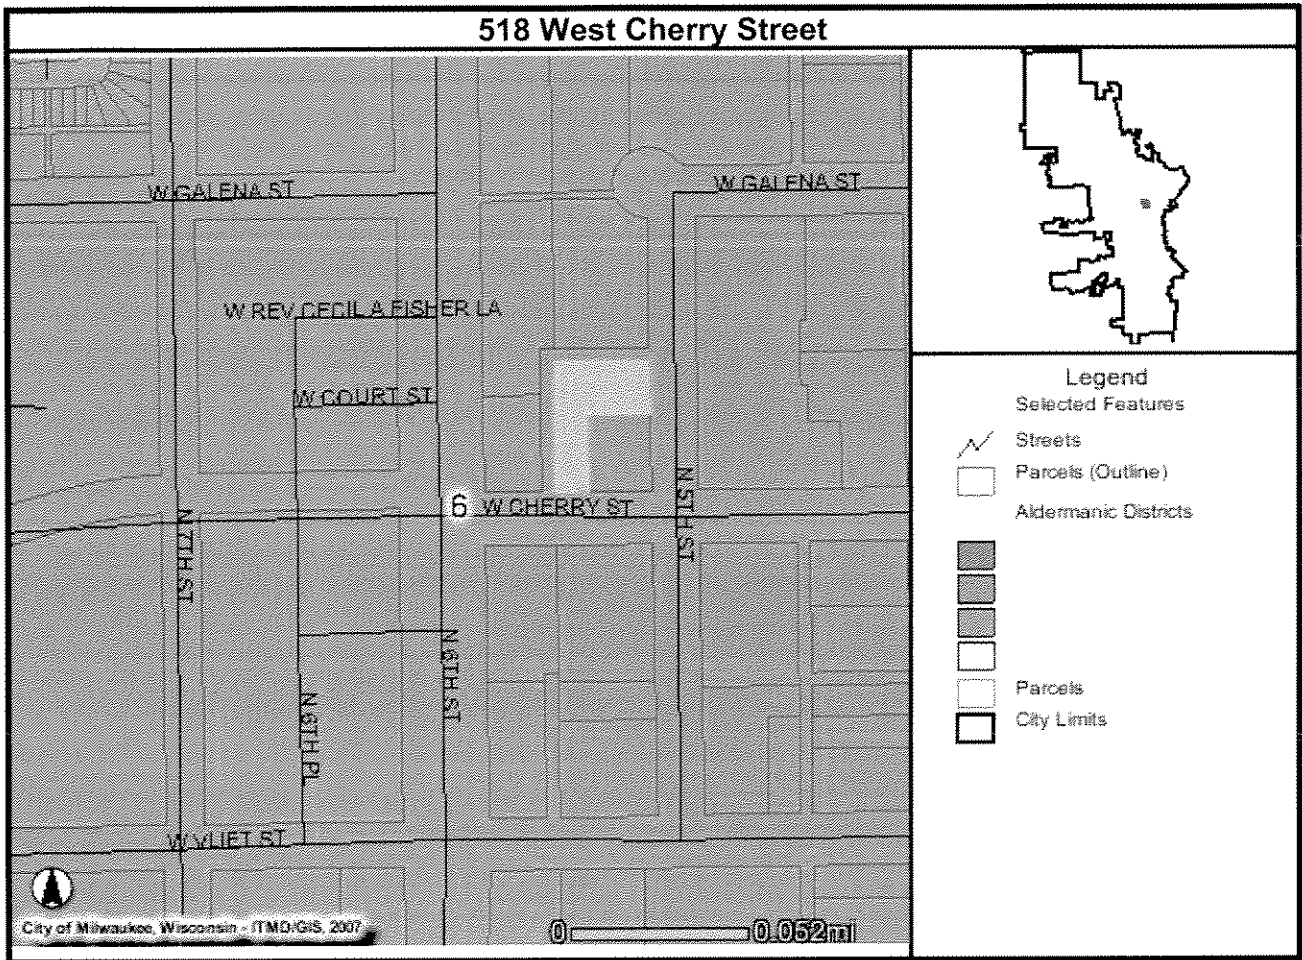 518 West Cherry Street
W GALENA ST
W GALENA ST
W REV CECIL A FISHER LA
W COURT ST
6 W CHERRY ST
N 5TH ST
N 7TH ST
N 6TH ST
N 6TH PL
W VLIET ST
City of Milwaukee, Wisconsin - ITMD/GIS, 2007
0 0.052mi
Legend
Selected Features
Streets
Parcels (Outline)
Aldermanic Districts
Parcels
City Limits